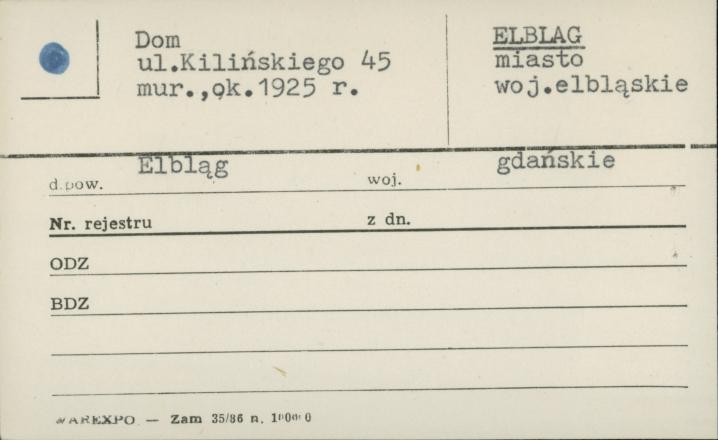 Dom
ul.Kilińskiego 45
mur.,ok.1925 r.
ELBLAG
miasto
woj.elbląskie
d.pow. Elbląg woj. gdańskie
Nr. rejestru z dn.
ODZ
BDZ
WAREXPO — Zam 35/86 n.